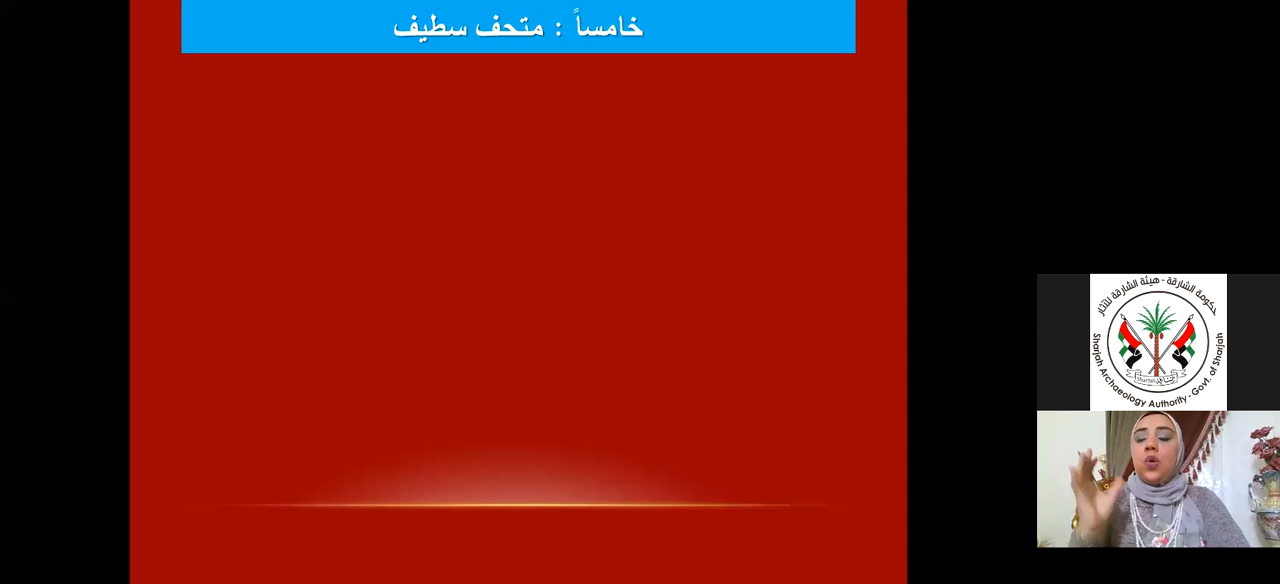 خامساً : متحف سطيف
حكومة الشارقة - هيئة الشارقة للآثار
Sharjah Archaeology Authority - Govt. of Sharjah